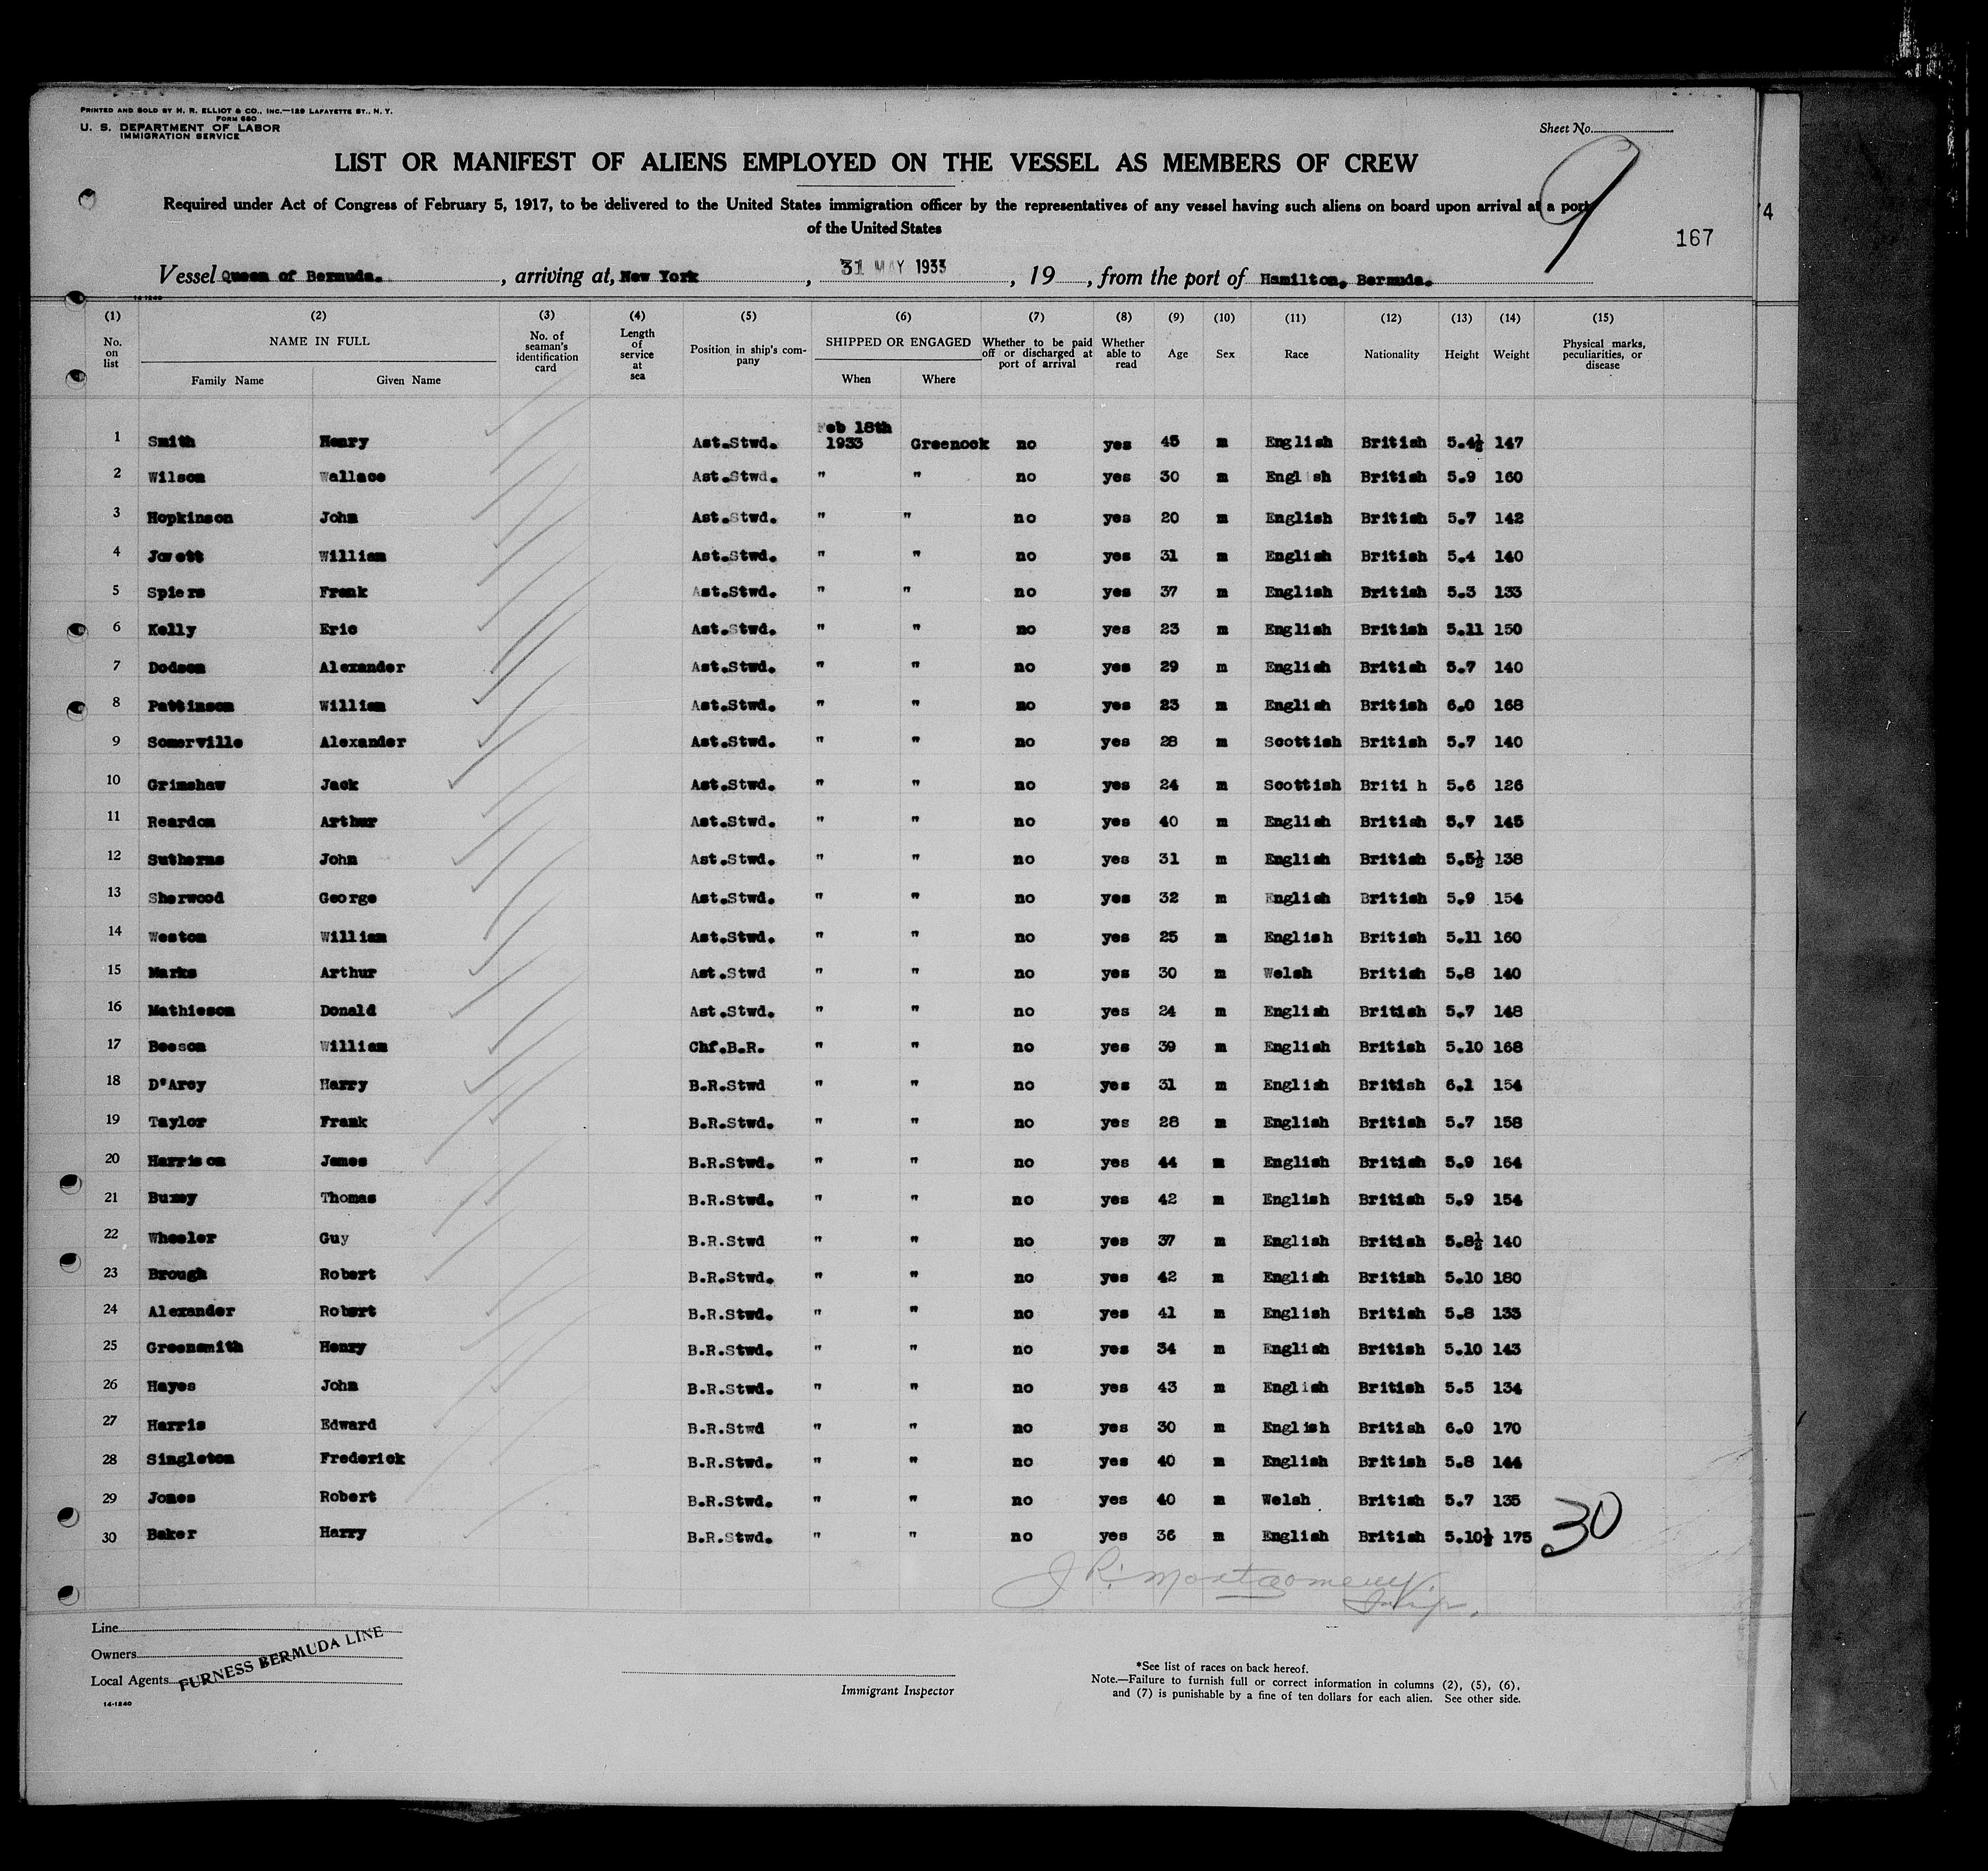 PRINTED AND SOLD BY H. R. ELLIOT & CO., INC.—129 LAFAYETTE ST., N. Y.
FORM 680
U. S. DEPARTMENT OF LABOR
IMMIGRATION SERVICE
Sheet No.
9
LIST OR MANIFEST OF ALIENS EMPLOYED ON THE VESSEL AS MEMBERS OF CREW
Required under Act of Congress of February 5, 1917, to be delivered to the United States immigration officer by the representatives of any vessel having such aliens on board upon arrival at a port
of the United States
4
167
Vessel Queen of Bermuda. , arriving at, New York , 31 MAY 1933 , 19 , from the port of Hamilton, Bermuda.
14-1240
(1) (2) (3) (4) (5) (6) (7) (8) (9) (10) (11) (12) (13) (14) (15)
No. on list NAME IN FULL Family Name Given Name No. of seaman's identification card Length of service at sea Position in ship's company SHIPPED OR ENGAGED When Where Whether to be paid off or discharged at port of arrival Whether able to read Age Sex Race Nationality Height Weight Physical marks, peculiarities, or disease
1 Smith Henry Ast.Stwd. Feb 18th 1933 Greenock no yes 45 m English British 5.4½ 147
2 Wilson Wallace Ast.Stwd. " " no yes 30 m Engl sh British 5.9 160
3 Hopkinson John Ast.Stwd. " " no yes 20 m English British 5.7 142
4 Jowett William Ast.Stwd. " " no yes 31 m English British 5.4 140
5 Spiers Frank Ast.Stwd. " " no yes 37 m English British 5.3 133
6 Kelly Eric Ast.Stwd. " " no yes 23 m English British 5.11 150
7 Dodson Alexander Ast.Stwd. " " no yes 29 m English British 5.7 140
8 Pattinson William Ast.Stwd. " " no yes 23 m English British 6.0 168
9 Somerville Alexander Ast.Stwd. " " no yes 28 m Scottish British 5.7 140
10 Grimshaw Jack Ast.Stwd. " " no yes 24 m Scottish Briti h 5.6 126
11 Reardon Arthur Ast.Stwd. " " no yes 40 m English British 5.7 145
12 Sutherns John Ast.Stwd. " " no yes 31 m English British 5.5½ 138
13 Sherwood George Ast.Stwd. " " no yes 32 m English British 5.9 154
14 Weston William Ast.Stwd. " " no yes 25 m English British 5.11 160
15 Marks Arthur Ast.Stwd " " no yes 30 m Welsh British 5.8 140
16 Mathieson Donald Ast.Stwd. " " no yes 24 m English British 5.7 148
17 Beeson William Chf.B.R. " " no yes 39 m English British 5.10 168
18 D'Arcy Harry B.R.Stwd " " no yes 31 m English British 6.1 154
19 Taylor Frank B.R.Stwd. " " no yes 28 m English British 5.7 158
20 Harrison James B.R.Stwd. " " no yes 44 m English British 5.9 164
21 Thomas B.R.Stwd. " " no yes 42 m English British 5.9 154
22 Wheeler Guy B.R.Stwd " " no yes 37 m English British 5.8½ 140
23 Brough Robert B.R.Stwd. " " no yes 42 m English British 5.10 180
24 Alexander Robert B.R.Stwd. " " no yes 41 m English British 5.8 133
25 Greensmith Henry B.R.Stwd. " " no yes 34 m English British 5.10 143
26 Hayes John B.R.Stwd. " " no yes 43 m English British 5.5 134
27 Harris Edward B.R.Stwd " " no yes 30 m English British 6.0 170
28 Singleton Frederick B.R.Stwd. " " no yes 40 m English British 5.8 144
29 Jones Robert B.R.Stwd. " " no yes 40 m Welsh British 5.7 135
30 Baker Harry B.R.Stwd. " " no yes 36 m English British 5.10½ 175
30
J R. Montgomery
Line
Owners
Local Agents
FURNESS BERMUDA LINE
14-1240
Immigrant Inspector
*See list of races on back hereof.
Note.—Failure to furnish full or correct information in columns (2), (5), (6),
and (7) is punishable by a fine of ten dollars for each alien. See other side.